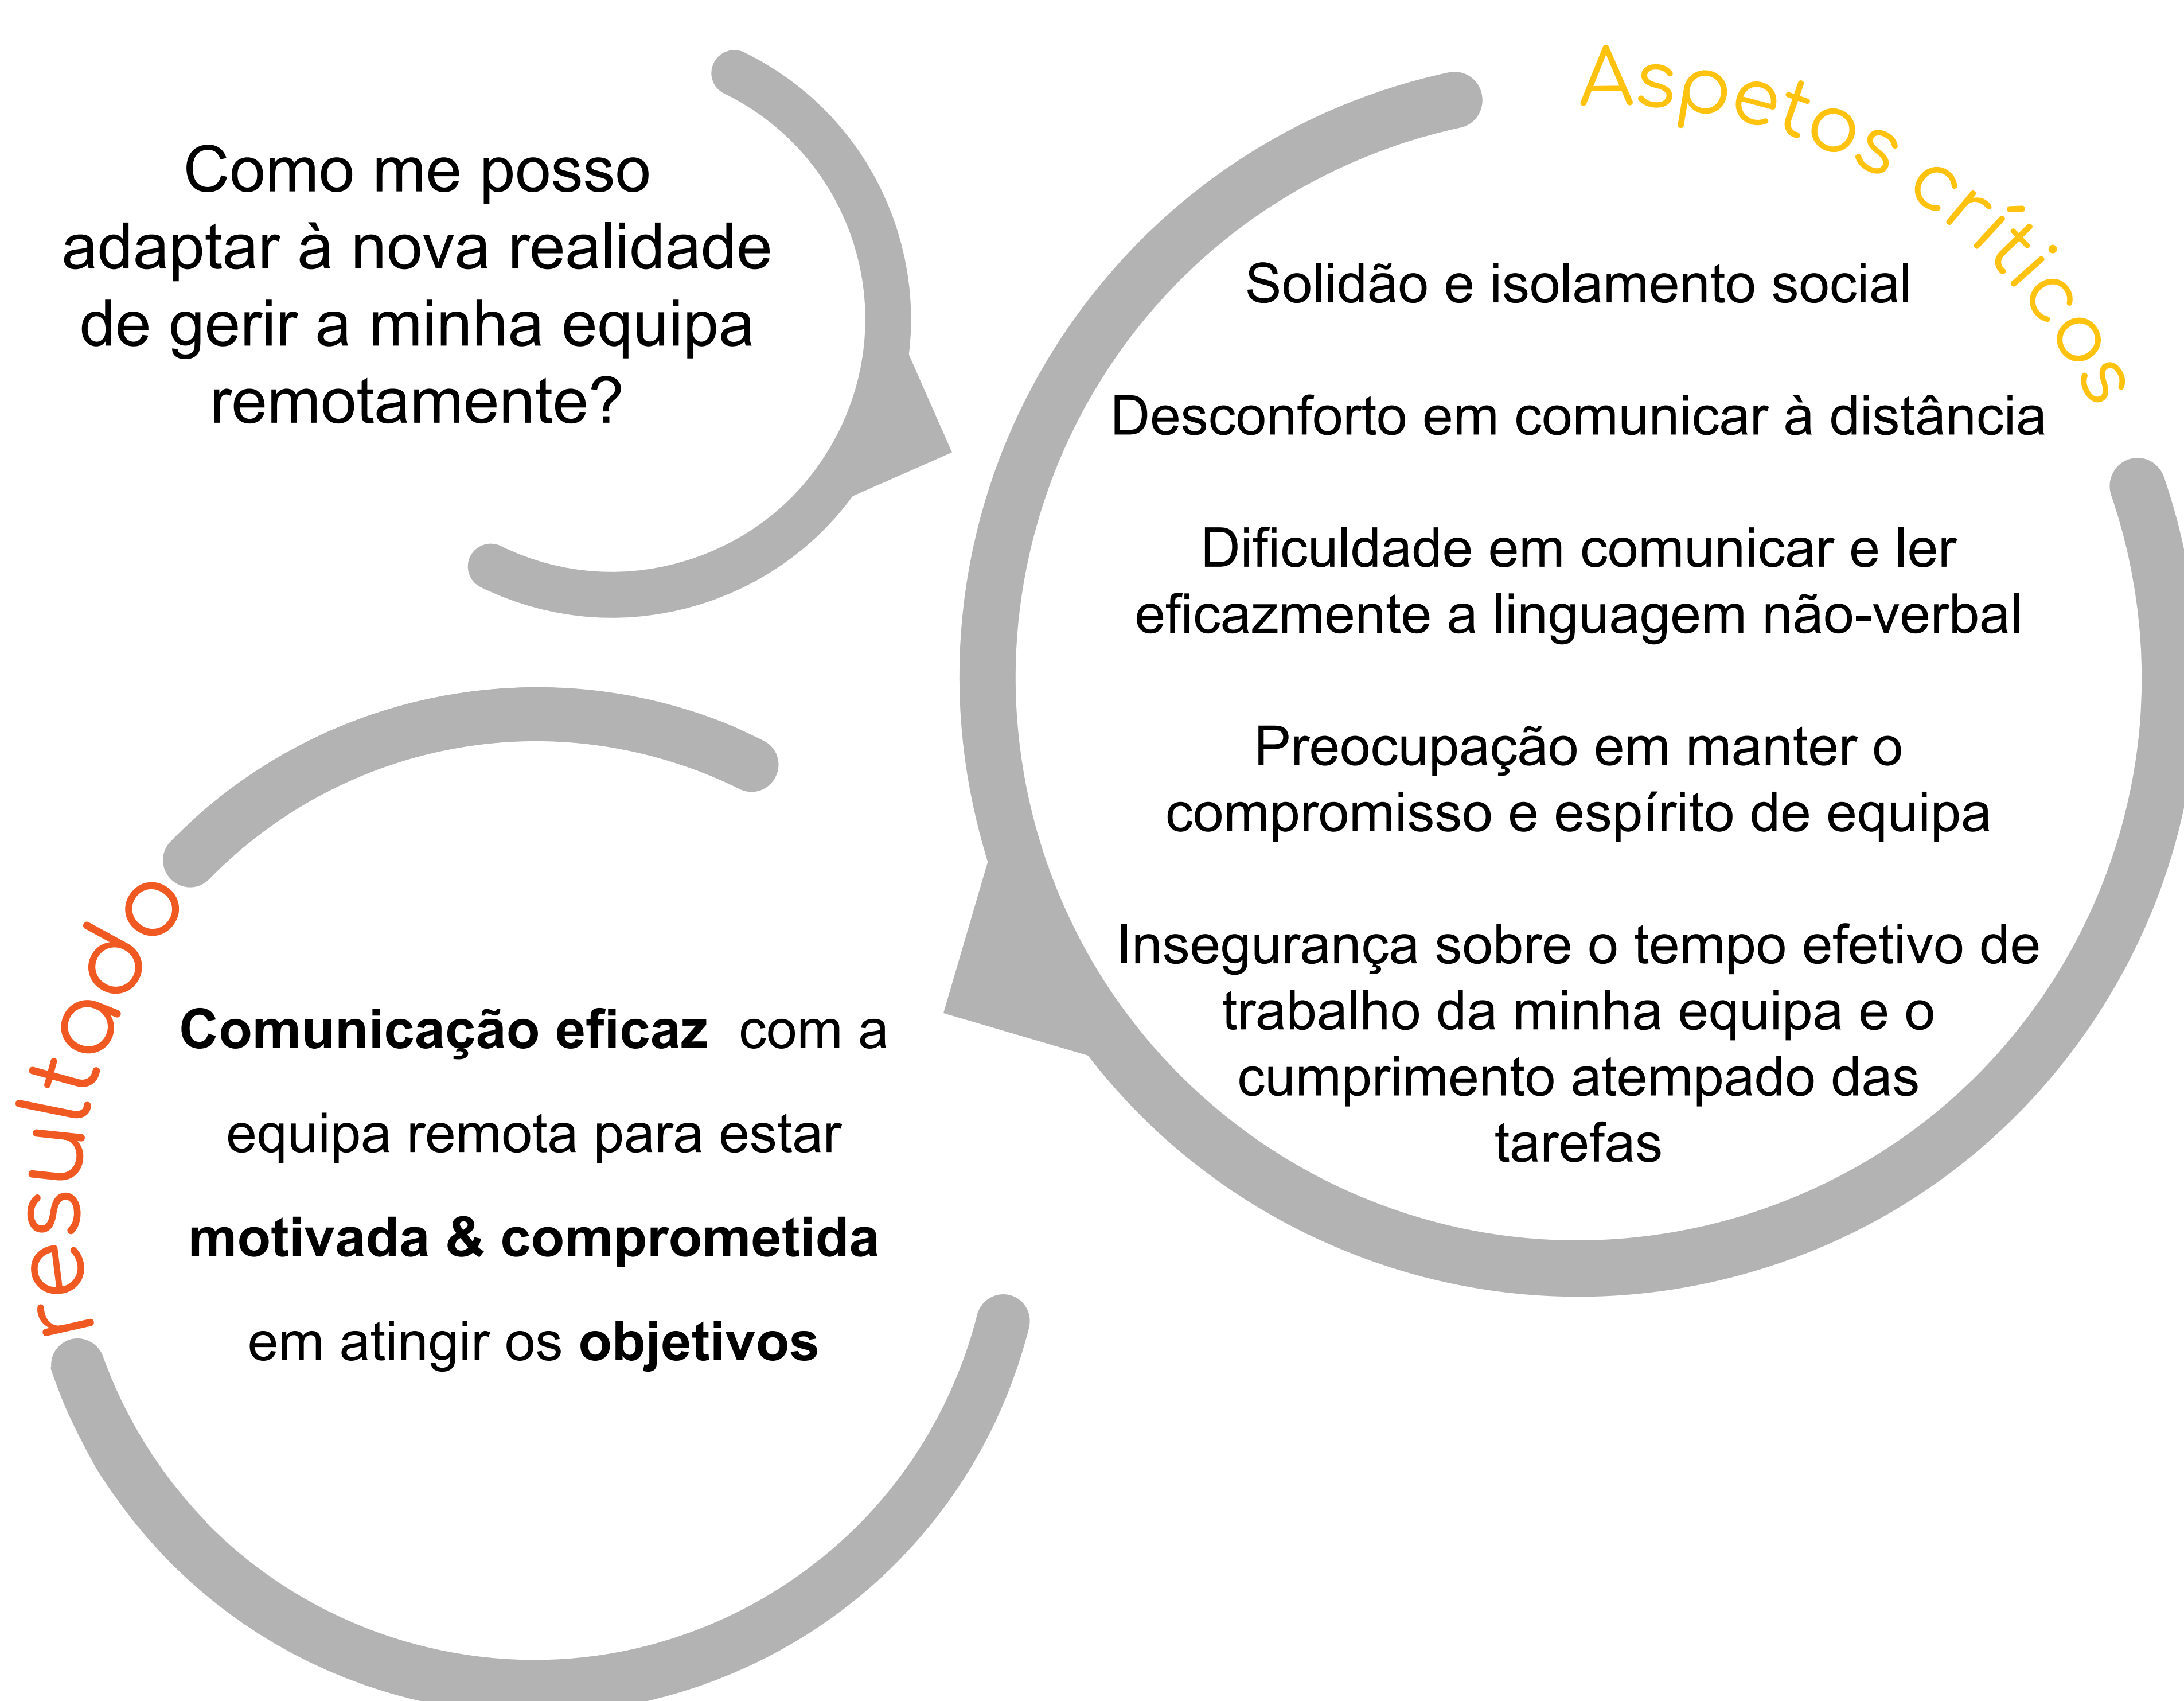 Como me posso
adaptar à nova realidade
de gerir a minha equipa
remotamente?
Aspetos críticos
Solidão e isolamento social
Desconforto em comunicar à distância
Dificuldade em comunicar e ler
eficazmente a linguagem não-verbal
Preocupação em manter o
compromisso e espírito de equipa
Insegurança sobre o tempo efetivo de
trabalho da minha equipa e o
cumprimento atempado das
tarefas
resultado
Comunicação eficaz com a
equipa remota para estar
motivada & comprometida
em atingir os objetivos